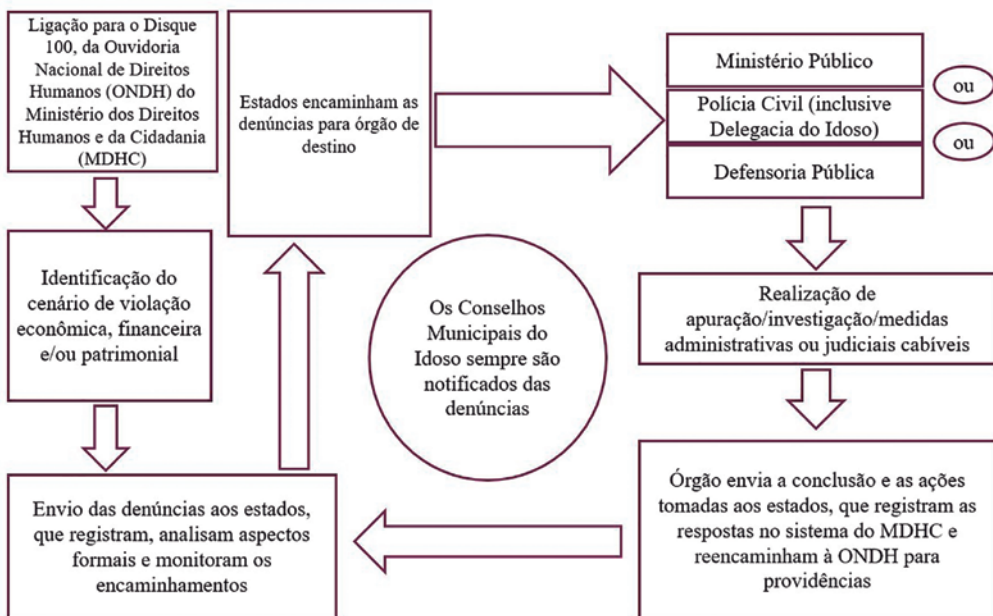 Ligação para o Disque
100, da Ouvidoria
Nacional de Direitos
Humanos (ONDH) do
Ministério dos Direitos
Humanos e da Cidadania
(MDHC)
Identificação do
cenário de violação
econômica, financeira
e/ou patrimonial
Envio das denúncias aos estados,
que registram, analisam aspectos
formais e monitoram os
encaminhamentos
Estados encaminham as
denúncias para órgão de
destino
Ministério Público
ou
Polícia Civil (inclusive
Delegacia do Idoso)
ou
Defensoria Pública
Realização de
apuração/investigação/medidas
administrativas ou judiciais cabíveis
Órgão envia a conclusão e as ações
tomadas aos estados, que registram as
respostas no sistema do MDHC e
reencaminham à ONDH para
providências
Os Conselhos
Municipais do
Idoso sempre são
notificados das
denúncias